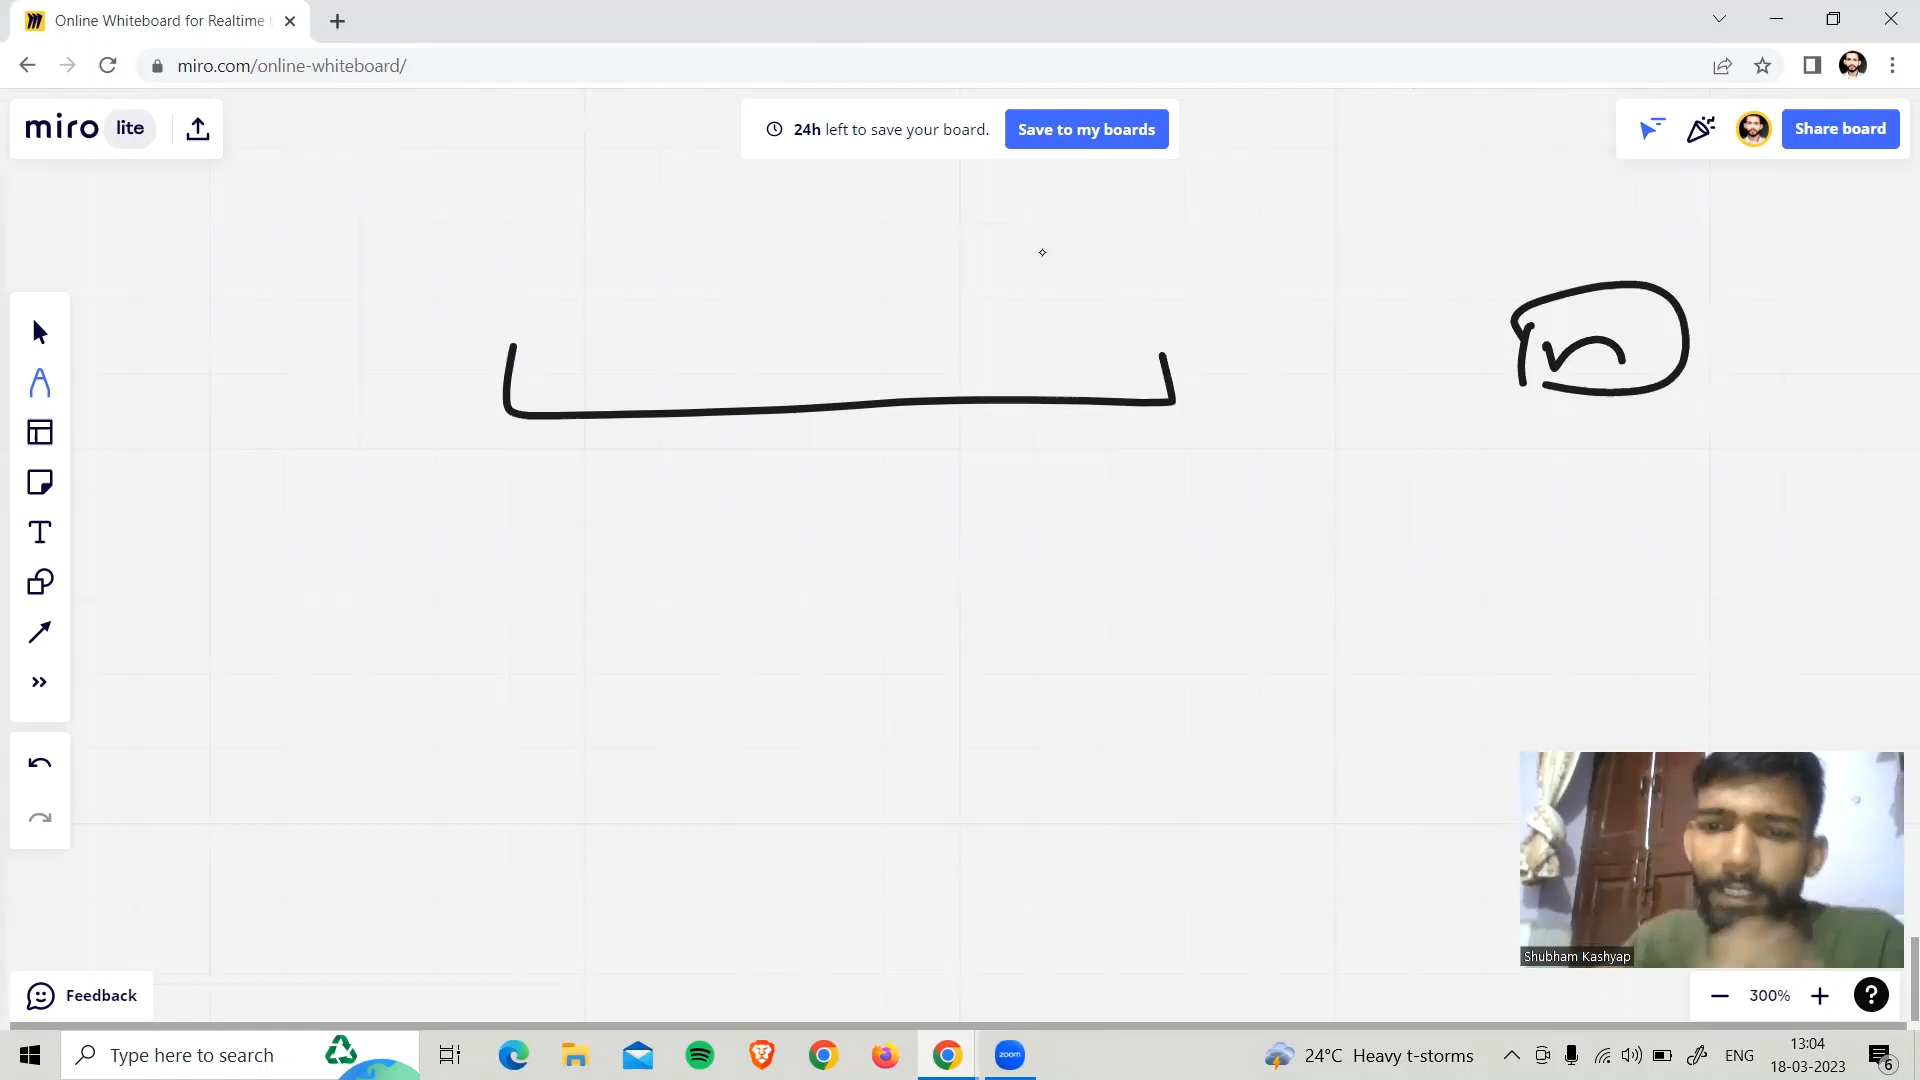 Online Whiteboard for Realtime
miro.com/online-whiteboard/
miro lite
24h left to save your board.
Save to my boards
Share board
n
T
Shubham Kashyap
Feedback
300%
?
Type here to search
zoom
24°C Heavy t-storms
ENG
13:04
18-03-2023
6